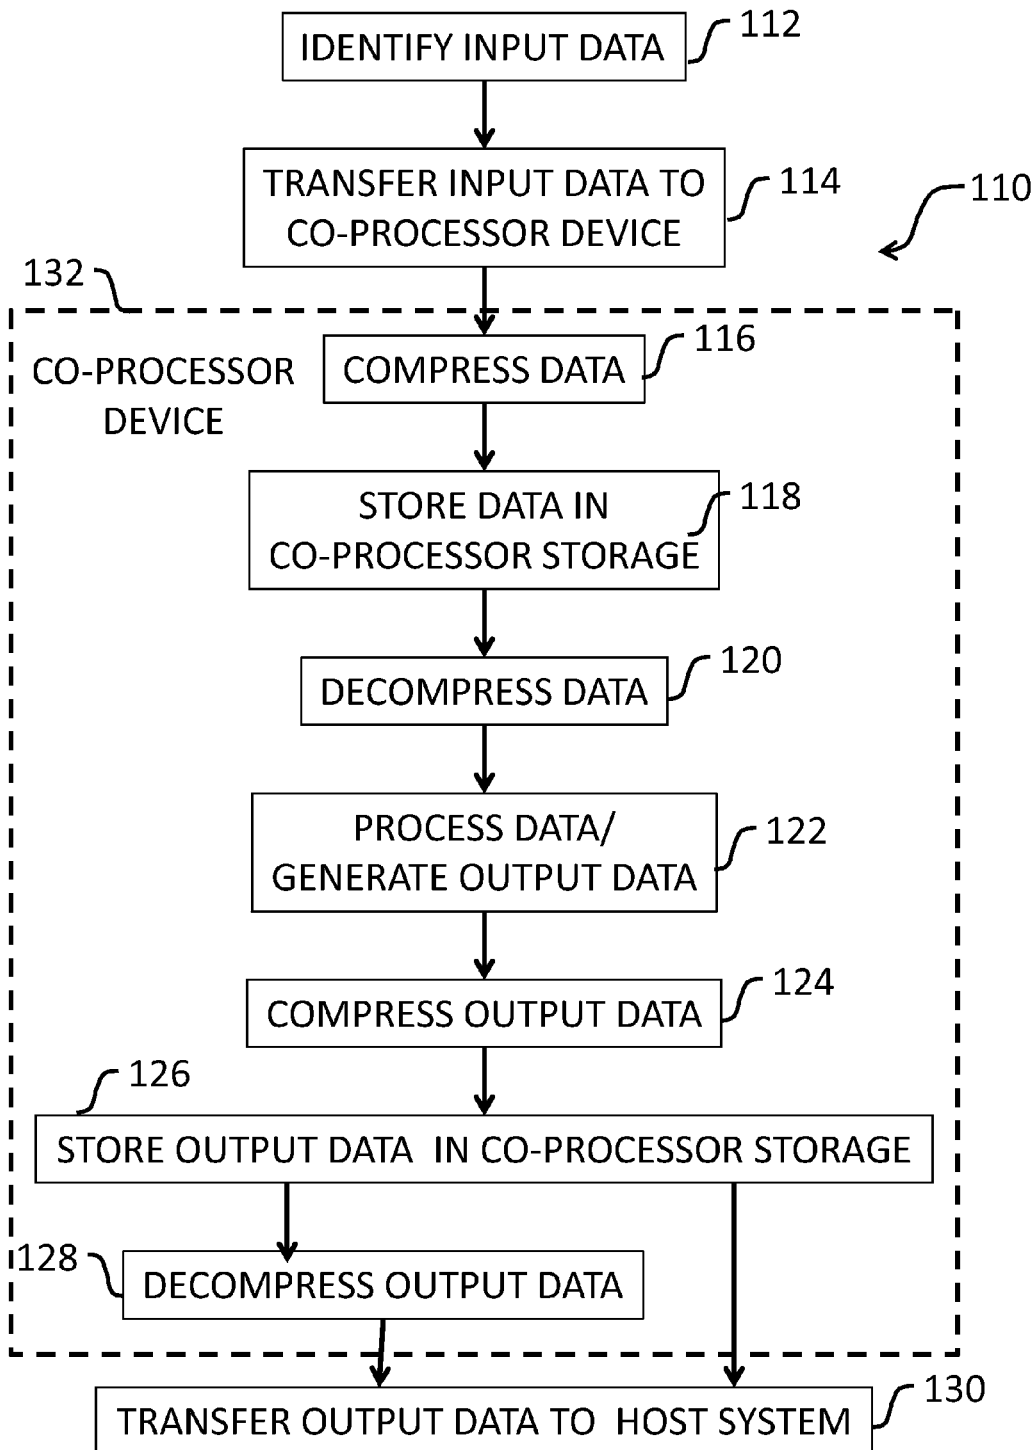 IDENTIFY INPUT DATA
112
TRANSFER INPUT DATA TO
CO-PROCESSOR DEVICE
114
110
132
CO-PROCESSOR
DEVICE
COMPRESS DATA
116
STORE DATA IN
CO-PROCESSOR STORAGE
118
DECOMPRESS DATA
120
PROCESS DATA/
GENERATE OUTPUT DATA
122
COMPRESS OUTPUT DATA
124
126
STORE OUTPUT DATA IN CO-PROCESSOR STORAGE
128
DECOMPRESS OUTPUT DATA
TRANSFER OUTPUT DATA TO HOST SYSTEM
130